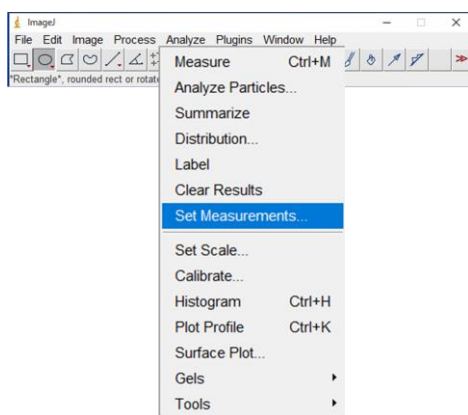 ImageJ
File Edit Image Process Analyze Plugins Window Help
*Rectangle*, rounded rect or rotate
Measure Ctrl+M
Analyze Particles...
Summarize
Distribution...
Label
Clear Results
Set Measurements...
Set Scale...
Calibrate...
Histogram Ctrl+H
Plot Profile Ctrl+K
Surface Plot...
Gels
Tools